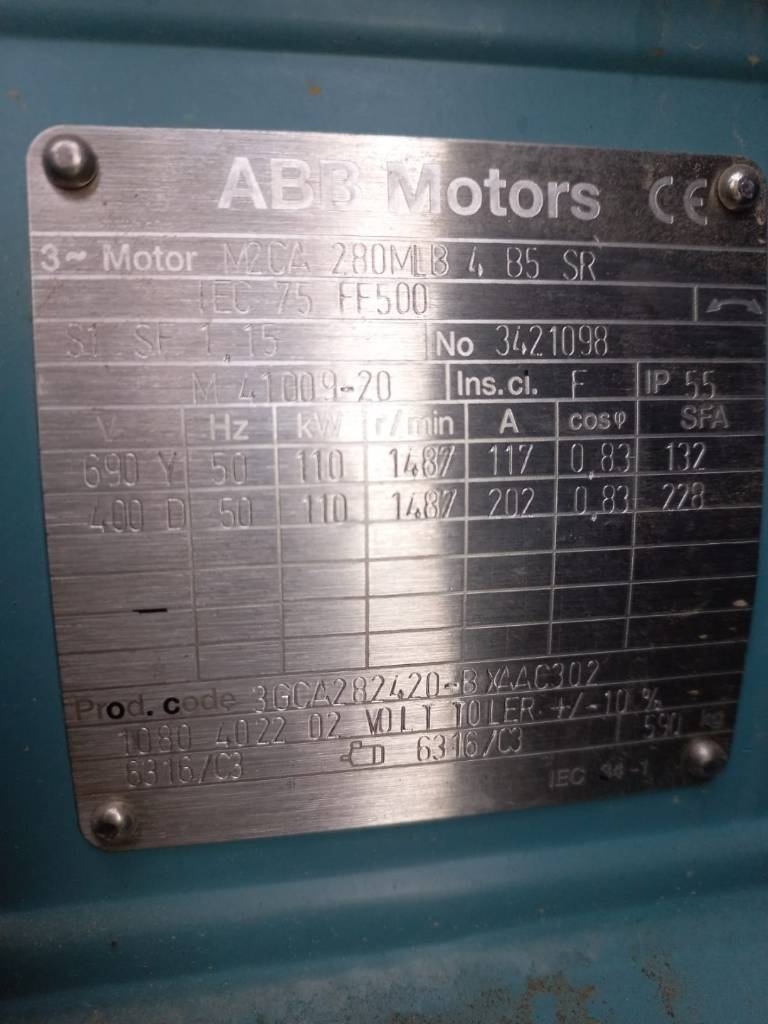 ABB Motors CE
3~ Motor M2CA 280MLB 4 B5 SR
IEC 75 FF500
S1 SF 1,15 No 3421098
M 41009-20 Ins.cl. F IP 55
V Hz kW r/min A cosφ SFA
690 Y 50 110 1487 117 0,83 132
400 D 50 110 1487 202 0,83 228
Prod. code 3GCA282420-BXAAC302
1080 4022 02 VOLT TOLER +/-10 % 590 kg
6316/C3 D 6316/C3
IEC 34-1